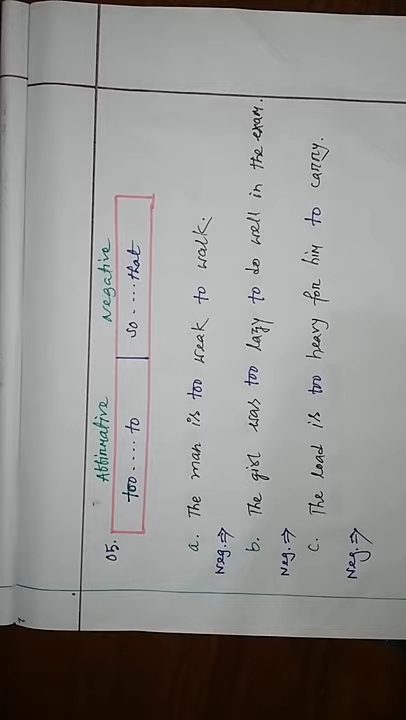 Affirmative Negative
05. too....to so....that
a. The man is too weak to walk.
Neg.⇒
b. The girl was too lazy to do well in the exam.
Neg.⇒
c. The load is too heavy for him to carry.
Neg.⇒